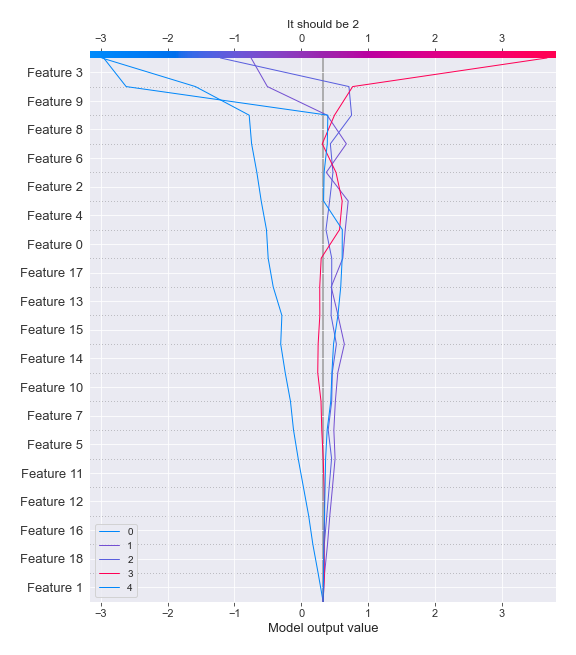 It should be 2
−3 −2 −1 0 1 2 3
Feature 3
Feature 9
Feature 8
Feature 6
Feature 2
Feature 4
Feature 0
Feature 17
Feature 13
Feature 15
Feature 14
Feature 10
Feature 7
Feature 5
Feature 11
Feature 12
Feature 16
Feature 18
Feature 1
0
1
2
3
4
−3 −2 −1 0 1 2 3
Model output value